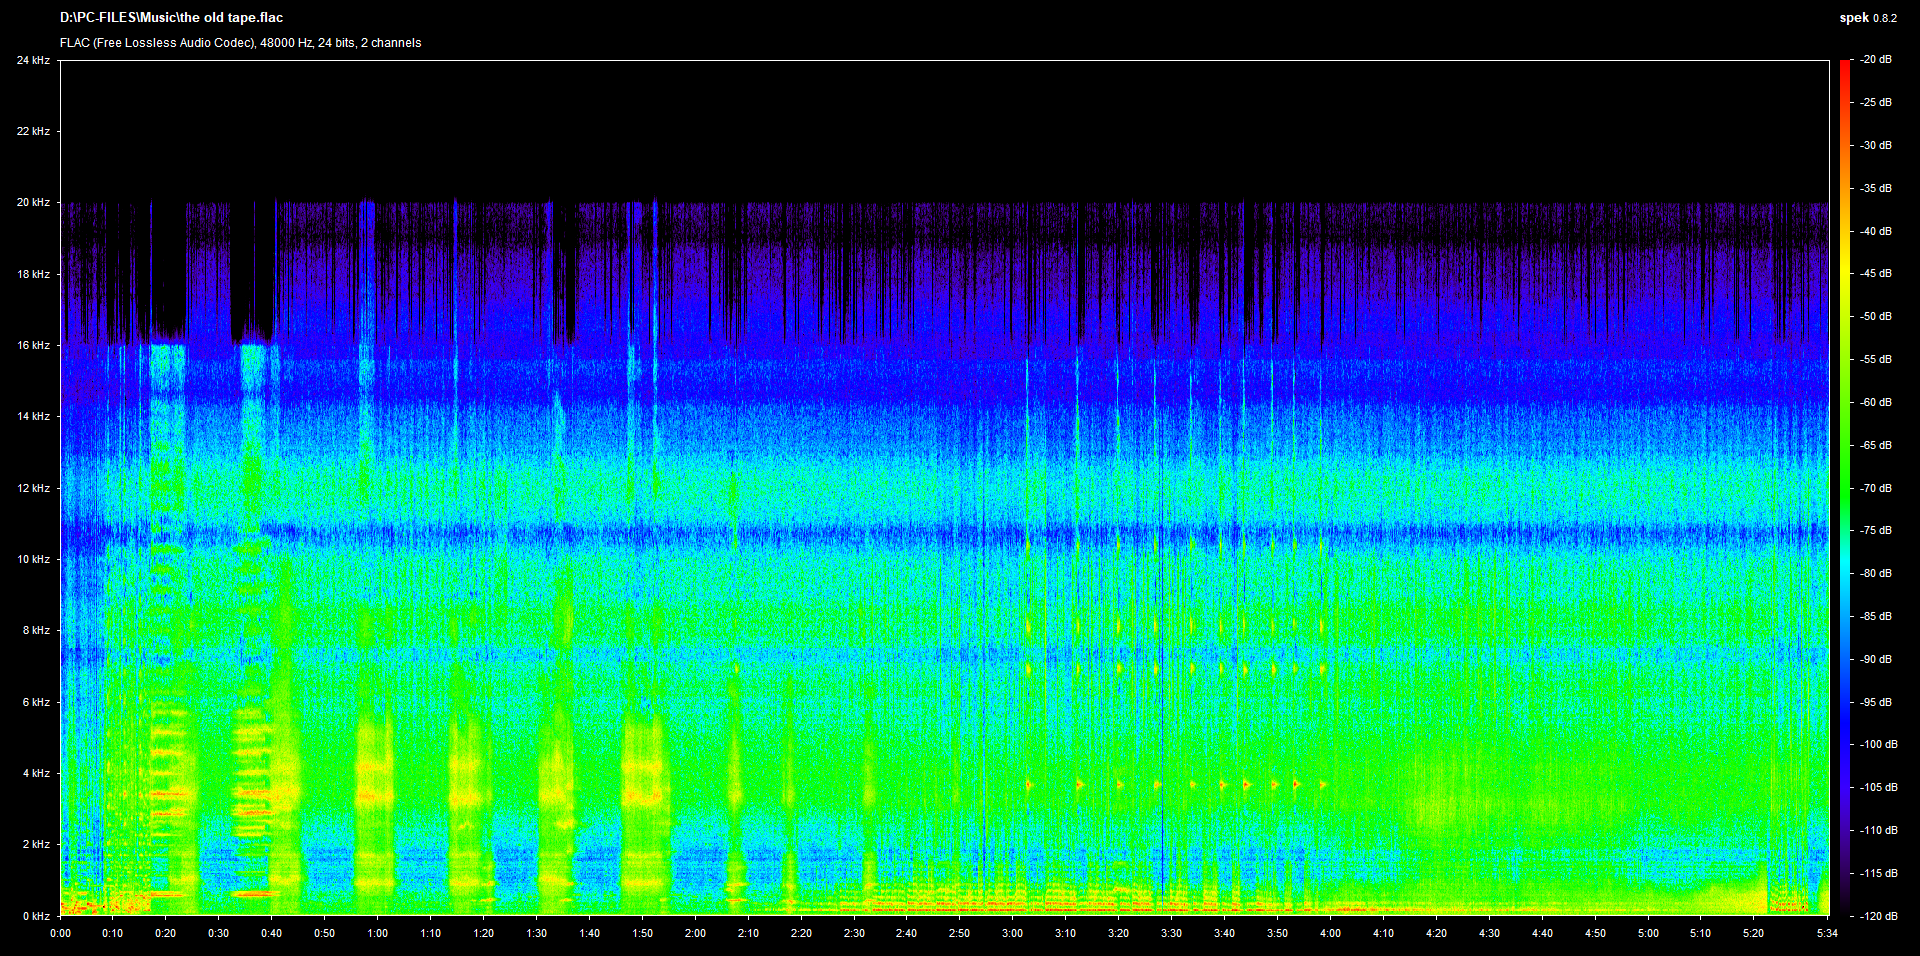 D:\PC-FILES\Music\the old tape.flac
spek 0.8.2
FLAC (Free Lossless Audio Codec), 48000 Hz, 24 bits, 2 channels
24 kHz
22 kHz
20 kHz
18 kHz
16 kHz
14 kHz
12 kHz
10 kHz
8 kHz
6 kHz
4 kHz
2 kHz
0 kHz
-20 dB
-25 dB
-30 dB
-35 dB
-40 dB
-45 dB
-50 dB
-55 dB
-60 dB
-65 dB
-70 dB
-75 dB
-80 dB
-85 dB
-90 dB
-95 dB
-100 dB
-105 dB
-110 dB
-115 dB
-120 dB
0:00 0:10 0:20 0:30 0:40 0:50 1:00 1:10 1:20 1:30 1:40 1:50 2:00 2:10 2:20 2:30 2:40 2:50 3:00 3:10 3:20 3:30 3:40 3:50 4:00 4:10 4:20 4:30 4:40 4:50 5:00 5:10 5:20 5:34